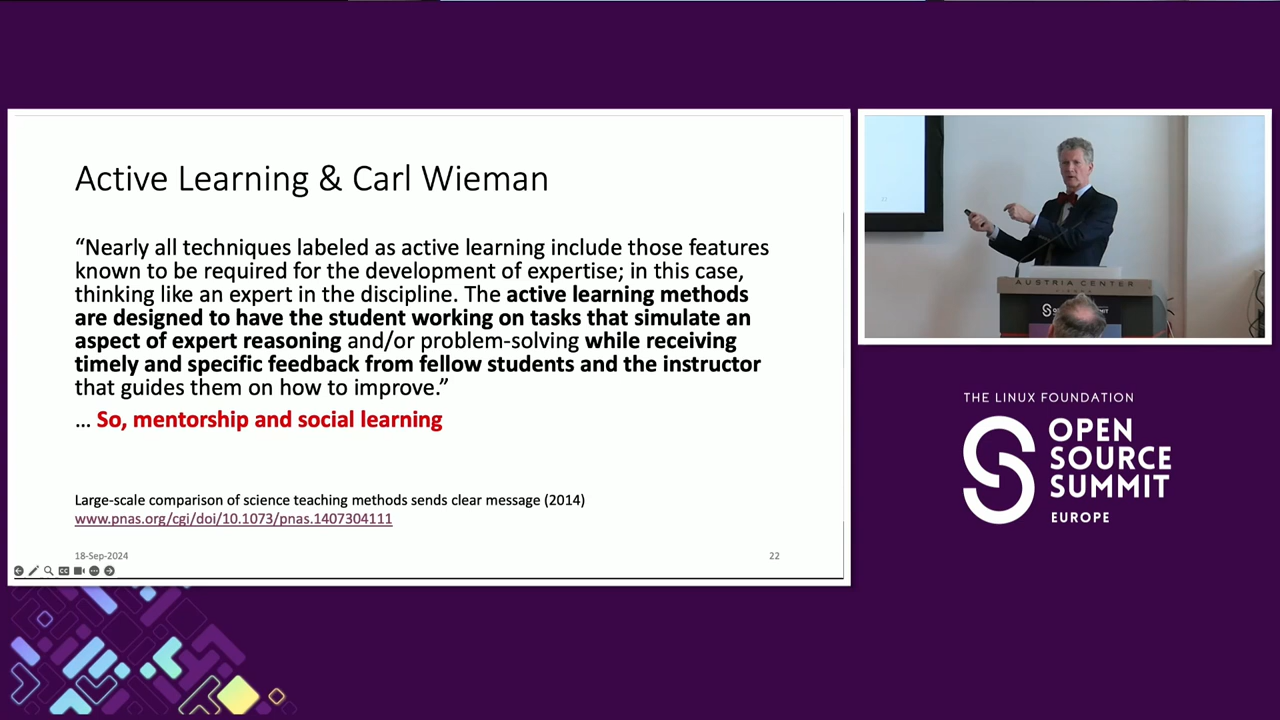 Active Learning & Carl Wieman
“Nearly all techniques labeled as active learning include those features
known to be required for the development of expertise; in this case,
thinking like an expert in the discipline. The active learning methods
are designed to have the student working on tasks that simulate an
aspect of expert reasoning and/or problem-solving while receiving
timely and specific feedback from fellow students and the instructor
that guides them on how to improve.”
... So, mentorship and social learning
Large-scale comparison of science teaching methods sends clear message (2014)
www.pnas.org/cgi/doi/10.1073/pnas.1407304111
18-Sep-2024
22
AUSTRIA CENTER
THE LINUX FOUNDATION
OPEN
SOURCE
SUMMIT
EUROPE